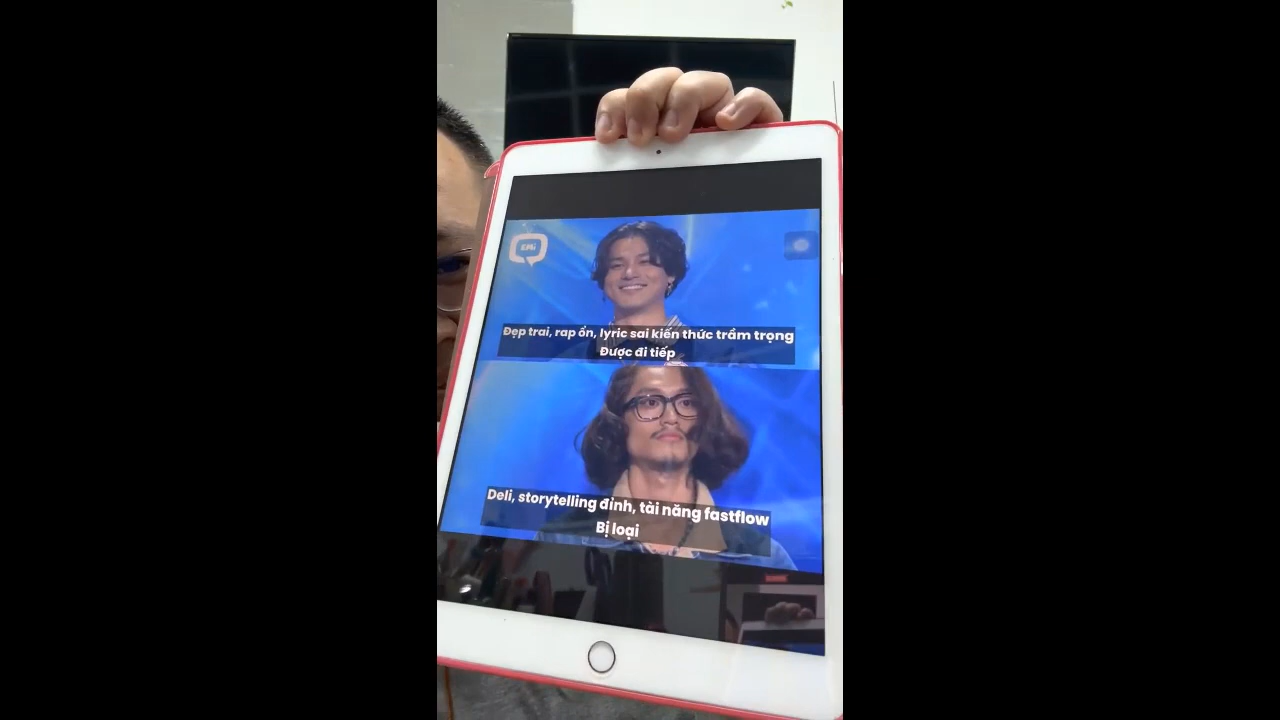 EMi
Đẹp trai, rap ổn, lyric sai kiến thức trầm trọng
Được đi tiếp
Deli, storytelling đỉnh, tài năng fastflow
Bị loại